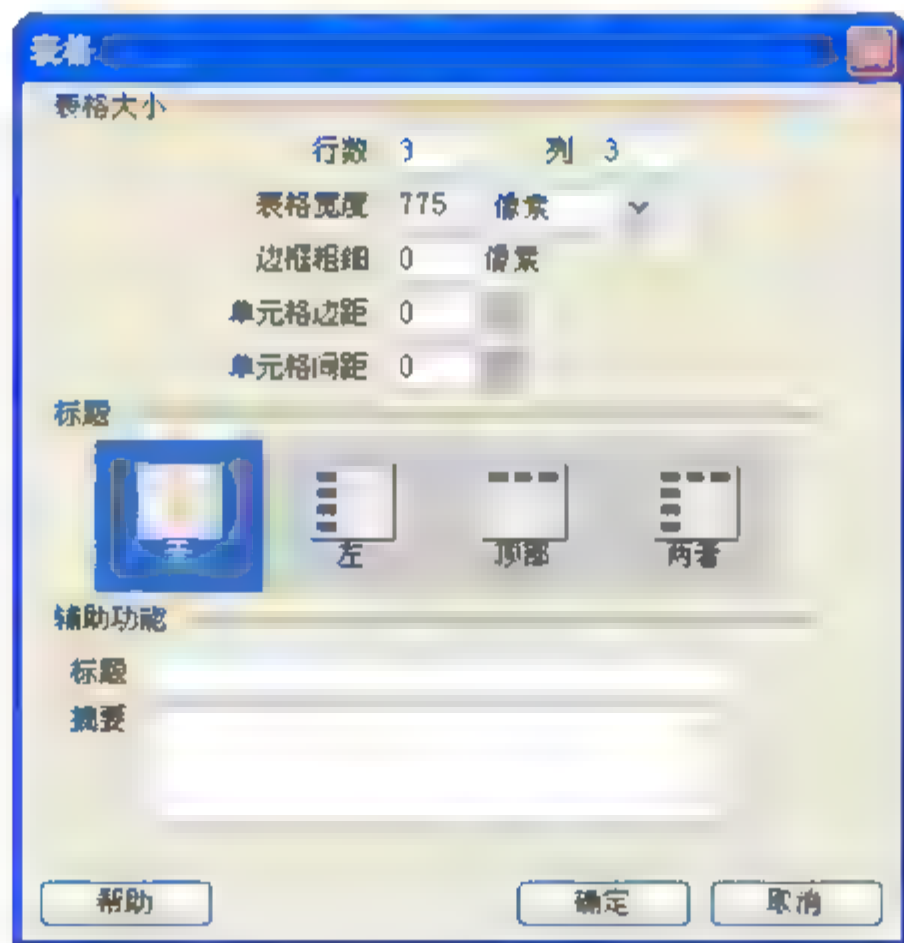 表格
表格大小
行数 3 列 3
表格宽度 775 像素
边框粗细 0 像素
单元格边距 0
单元格间距 0
标题
无 左 顶部 两者
辅助功能
标题
摘要
帮助 确定 取消